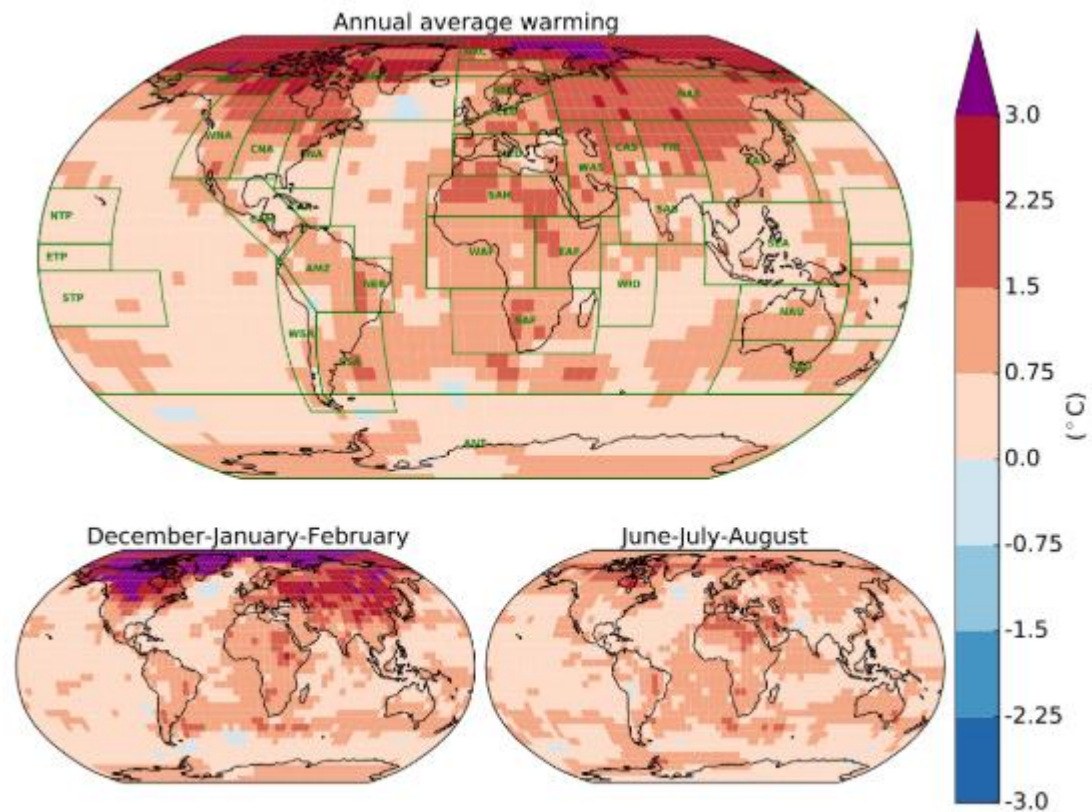 Annual average warming
NAS
WNA
CNA
ENA
CAS
TIB
WAS
SAH
SAS
NTP
ETP
STP
SEA
WAF
EAF
AMZ
NEB
WIO
WSA
SAF
NAU
ANT
3.0
2.25
1.5
0.75
0.0
-0.75
-1.5
-2.25
-3.0
(°C)
December-January-February
June-July-August